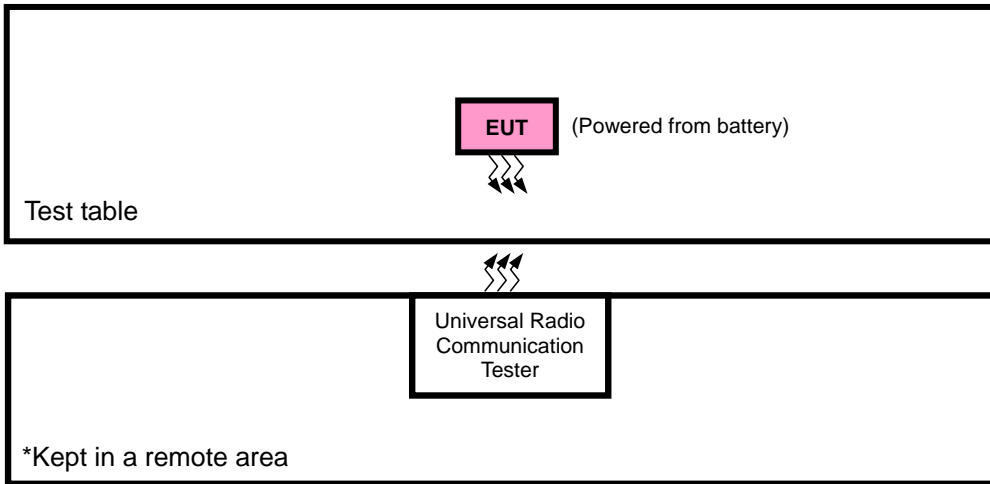 EUT
(Powered from battery)
Test table
Universal Radio
Communication
Tester
*Kept in a remote area